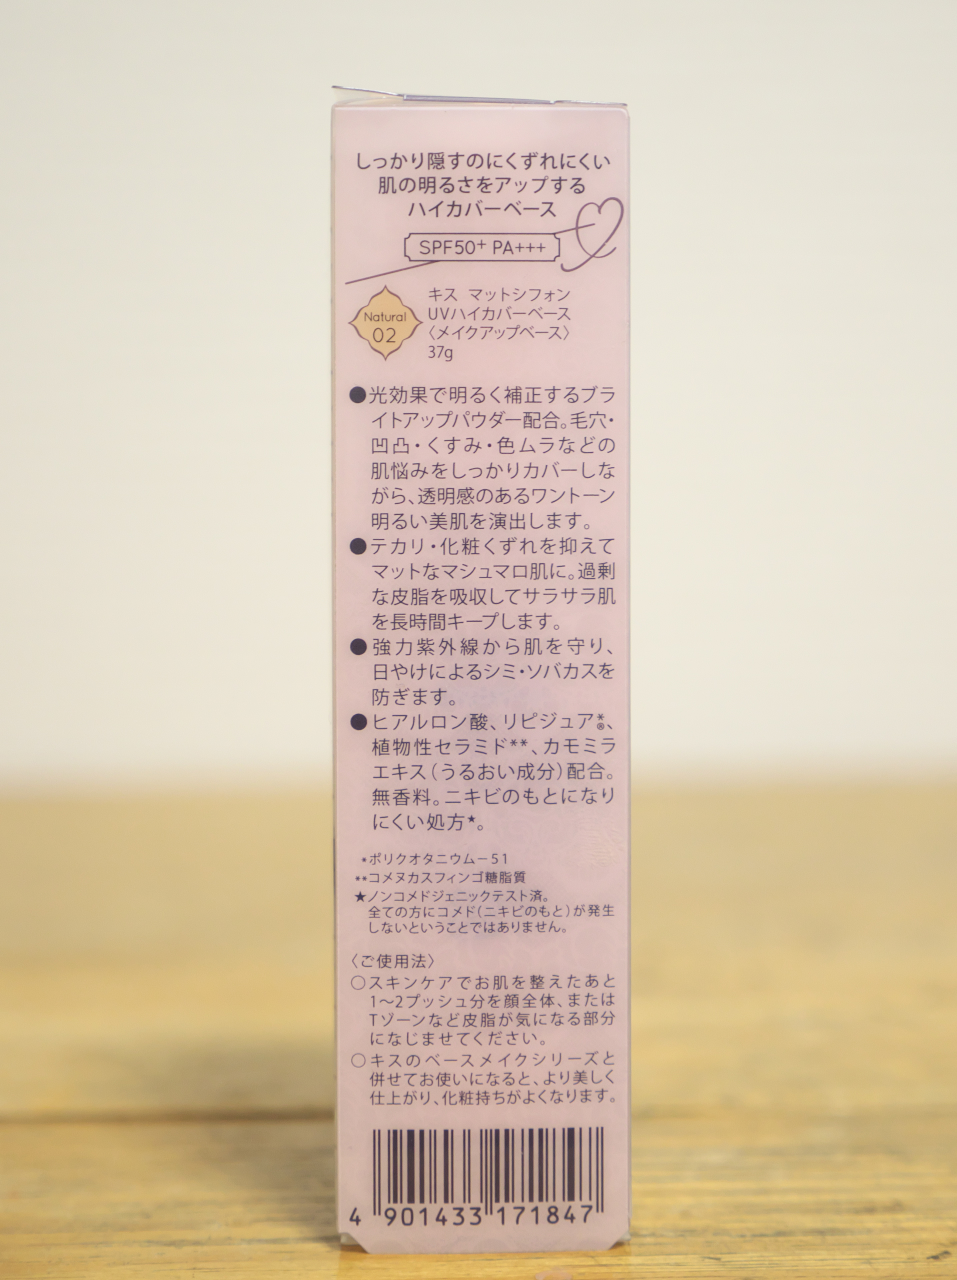 しっかり隠すのにくずれにくい
肌の明るさをアップする
ハイカバーベース
SPF50+ PA+++
Natural
02
キス マットシフォン
UVハイカバーベース
〈メイクアップベース〉
37g
●光効果で明るく補正するブラ
イトアップパウダー配合。毛穴・
凹凸・くすみ・色ムラなどの
肌悩みをしっかりカバーしな
がら、透明感のあるワントーン
明るい美肌を演出します。
●テカリ・化粧くずれを抑えて
マットなマシュマロ肌に。過剰
な皮脂を吸収してサラサラ肌
を長時間キープします。
●強力紫外線から肌を守り、
日やけによるシミ・ソバカスを
防ぎます。
●ヒアルロン酸、リピジュア®*、
植物性セラミド**、カモミラ
エキス(うるおい成分)配合。
無香料。ニキビのもとになり
にくい処方★。
*ポリクオタニウム－51
**コメヌカスフィンゴ糖脂質
★ノンコメドジェニックテスト済。
全ての方にコメド(ニキビのもと)が発生
しないということではありません。
〈ご使用法〉
○スキンケアでお肌を整えたあと
1〜2プッシュ分を顔全体、または
Tゾーンなど皮脂が気になる部分
になじませてください。
○キスのベースメイクシリーズと
併せてお使いになると、より美しく
仕上がり、化粧持ちがよくなります。
4 901433 171847